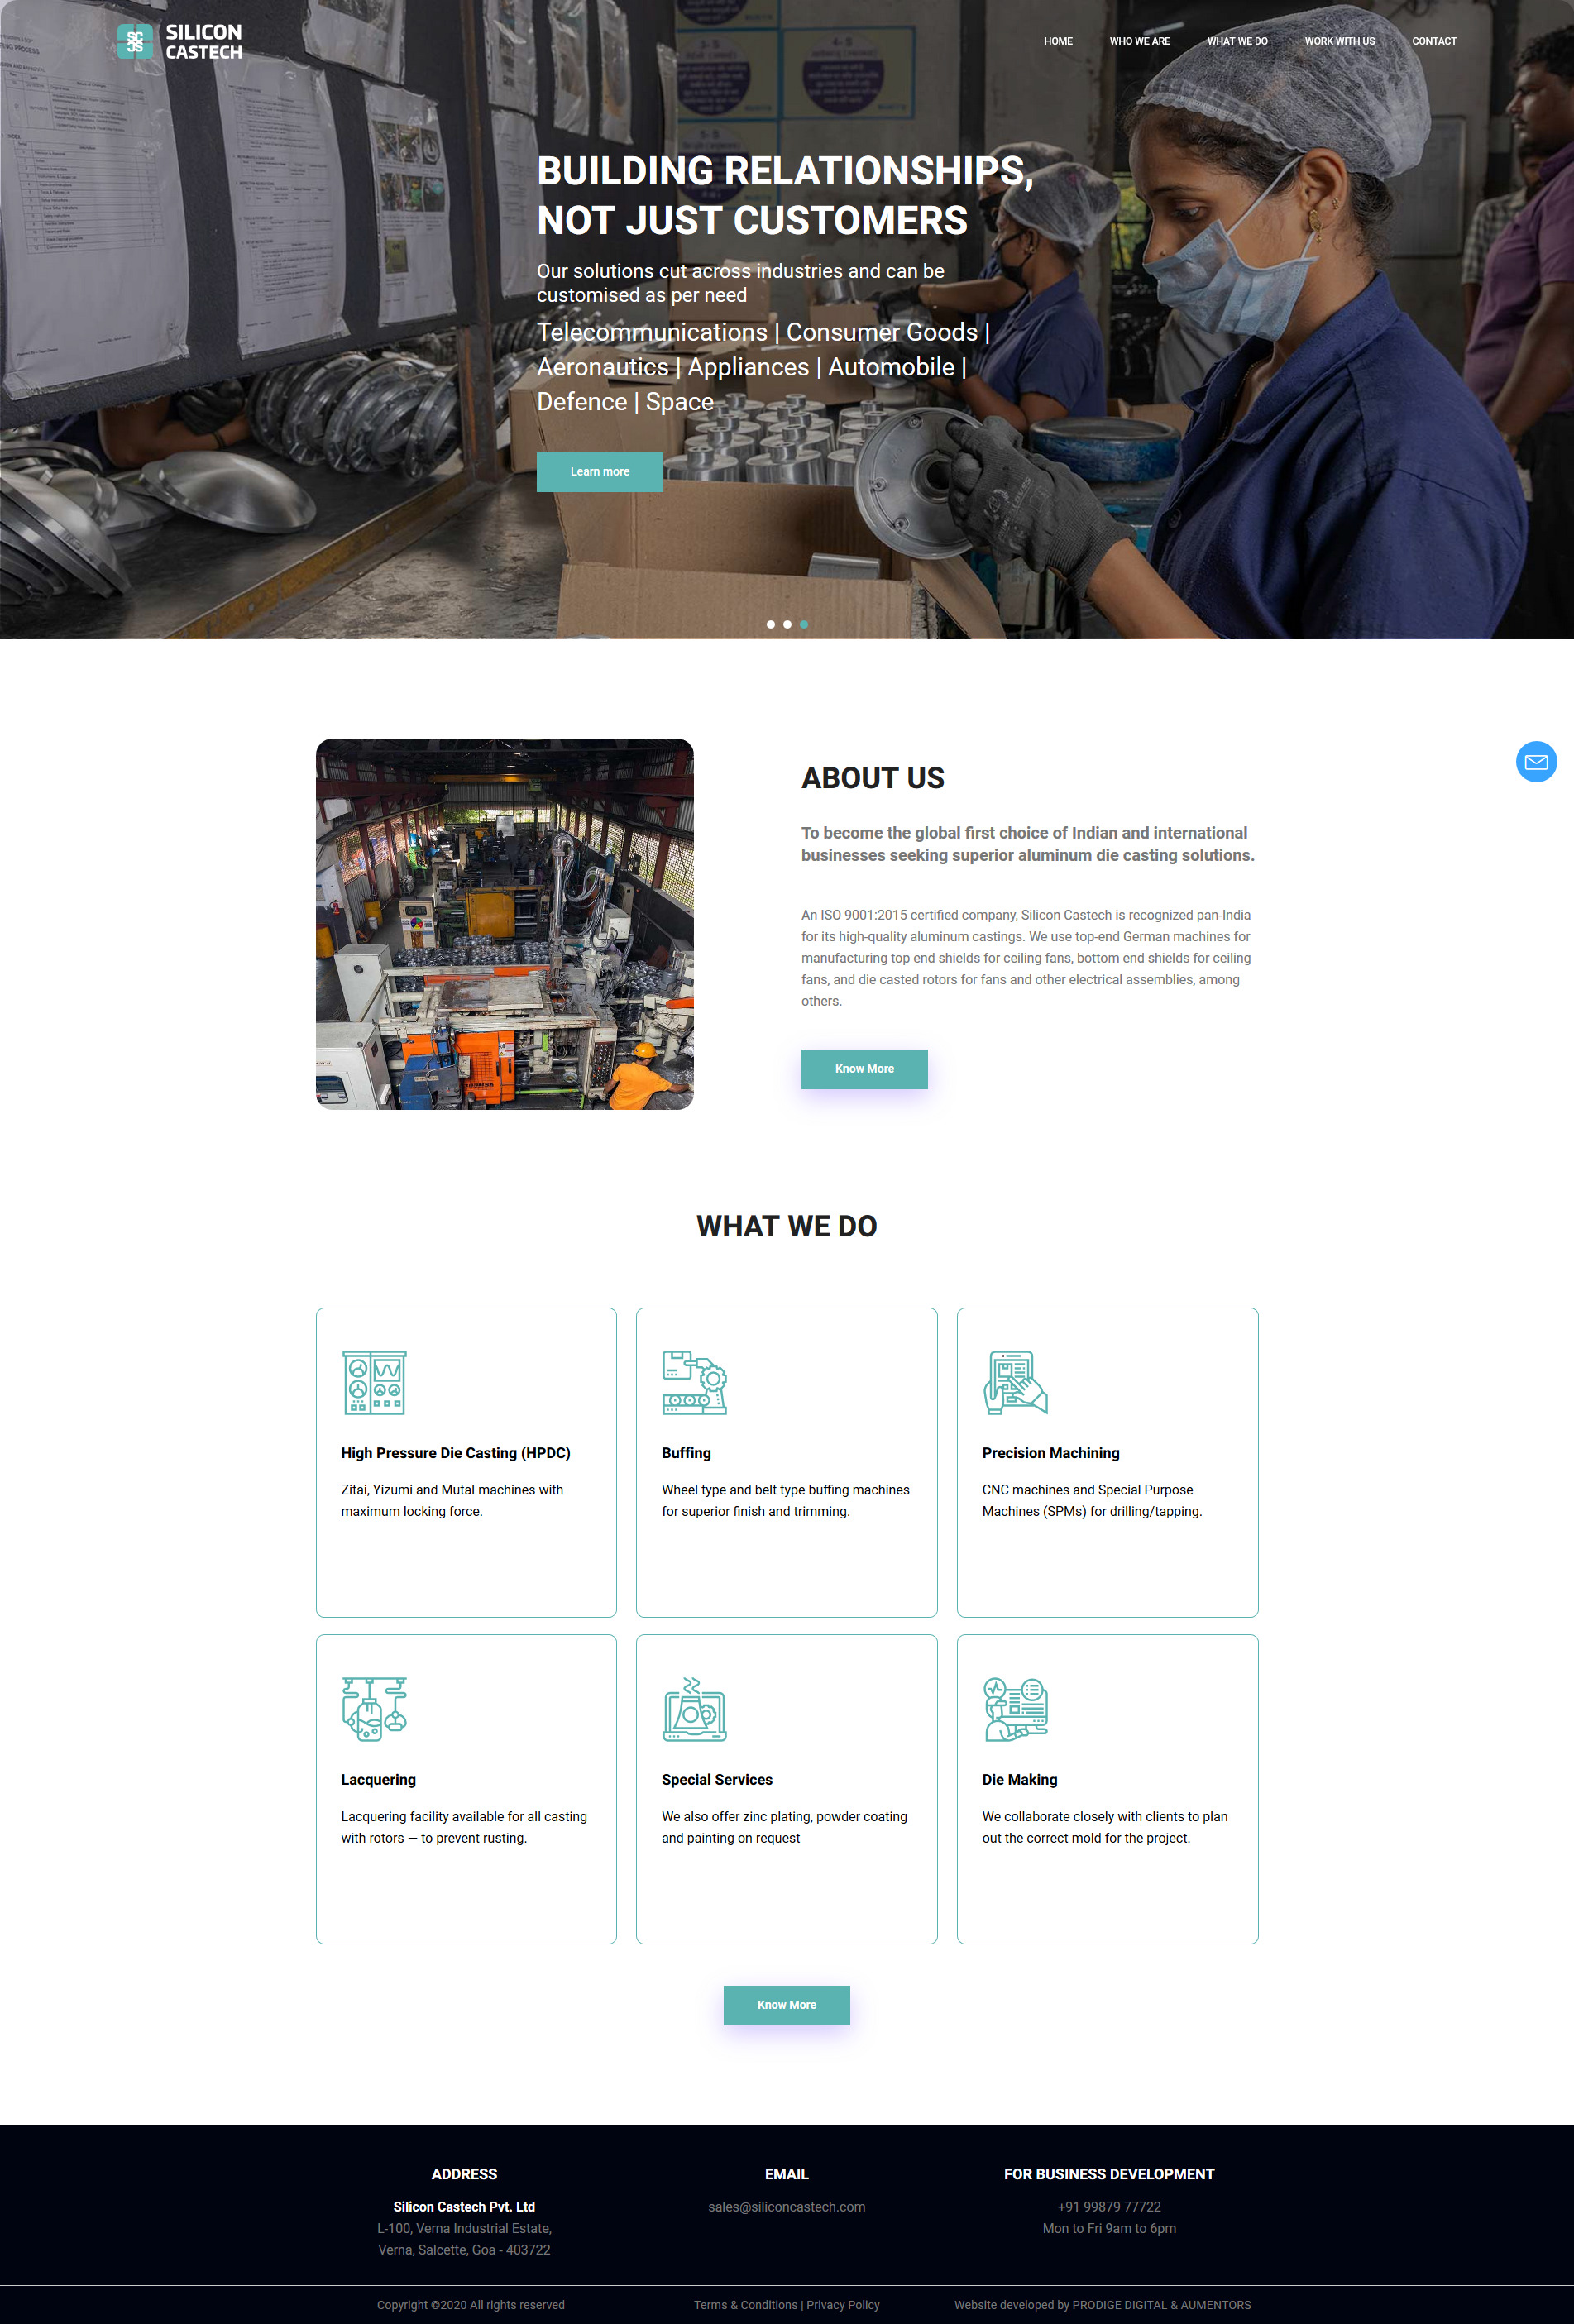 SILICON
CASTECH
HOME
WHO WE ARE
WHAT WE DO
WORK WITH US
CONTACT
BUILDING RELATIONSHIPS,
NOT JUST CUSTOMERS
Our solutions cut across industries and can be
customised as per need
Telecommunications | Consumer Goods |
Aeronautics | Appliances | Automobile |
Defence | Space
Learn more
ABOUT US
To become the global first choice of Indian and international
businesses seeking superior aluminum die casting solutions.
An ISO 9001:2015 certified company, Silicon Castech is recognized pan-India
for its high-quality aluminum castings. We use top-end German machines for
manufacturing top end shields for ceiling fans, bottom end shields for ceiling
fans, and die casted rotors for fans and other electrical assemblies, among
others.
Know More
WHAT WE DO
High Pressure Die Casting (HPDC)
Zitai, Yizumi and Mutal machines with
maximum locking force.
Buffing
Wheel type and belt type buffing machines
for superior finish and trimming.
Precision Machining
CNC machines and Special Purpose
Machines (SPMs) for drilling/tapping.
Lacquering
Lacquering facility available for all casting
with rotors — to prevent rusting.
Special Services
We also offer zinc plating, powder coating
and painting on request
Die Making
We collaborate closely with clients to plan
out the correct mold for the project.
Know More
ADDRESS
Silicon Castech Pvt. Ltd
L-100, Verna Industrial Estate,
Verna, Salcette, Goa - 403722
EMAIL
sales@siliconcastech.com
FOR BUSINESS DEVELOPMENT
+91 99879 77722
Mon to Fri 9am to 6pm
Copyright ©2020 All rights reserved
Terms & Conditions | Privacy Policy
Website developed by PRODIGE DIGITAL & AUMENTORS